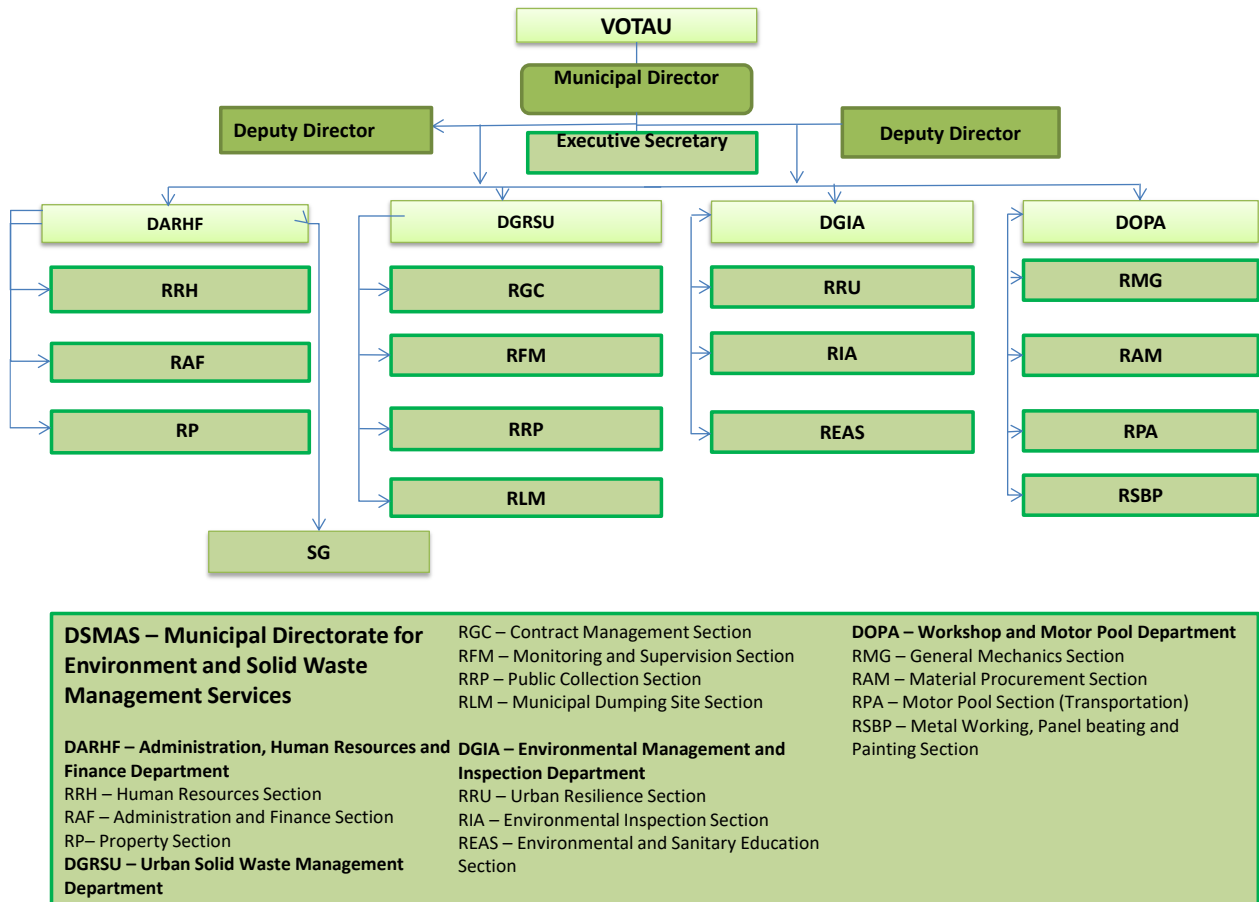 VOTAU
Municipal Director
Deputy Director
Executive Secretary
Deputy Director
DARHF
DGRSU
DGIA
DOPA
RRH
RGC
RRU
RMG
RAF
RFM
RIA
RAM
RP
RRP
REAS
RPA
RLM
RSBP
SG
DSMAS – Municipal Directorate for
Environment and Solid Waste
Management Services
DARHF – Administration, Human Resources and
Finance Department
RRH – Human Resources Section
RAF – Administration and Finance Section
RP– Property Section
DGRSU – Urban Solid Waste Management
Department
RGC – Contract Management Section
RFM – Monitoring and Supervision Section
RRP – Public Collection Section
RLM – Municipal Dumping Site Section
DGIA – Environmental Management and
Inspection Department
RRU – Urban Resilience Section
RIA – Environmental Inspection Section
REAS – Environmental and Sanitary Education
Section
DOPA – Workshop and Motor Pool Department
RMG – General Mechanics Section
RAM – Material Procurement Section
RPA – Motor Pool Section (Transportation)
RSBP – Metal Working, Panel beating and
Painting Section